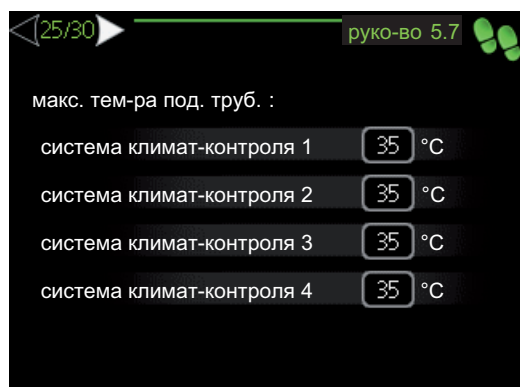 25/30 руко-во 5.7
макс. тем-ра под. труб. :
система климат-контроля 1 35 °C
система климат-контроля 2 35 °C
система климат-контроля 3 35 °C
система климат-контроля 4 35 °C